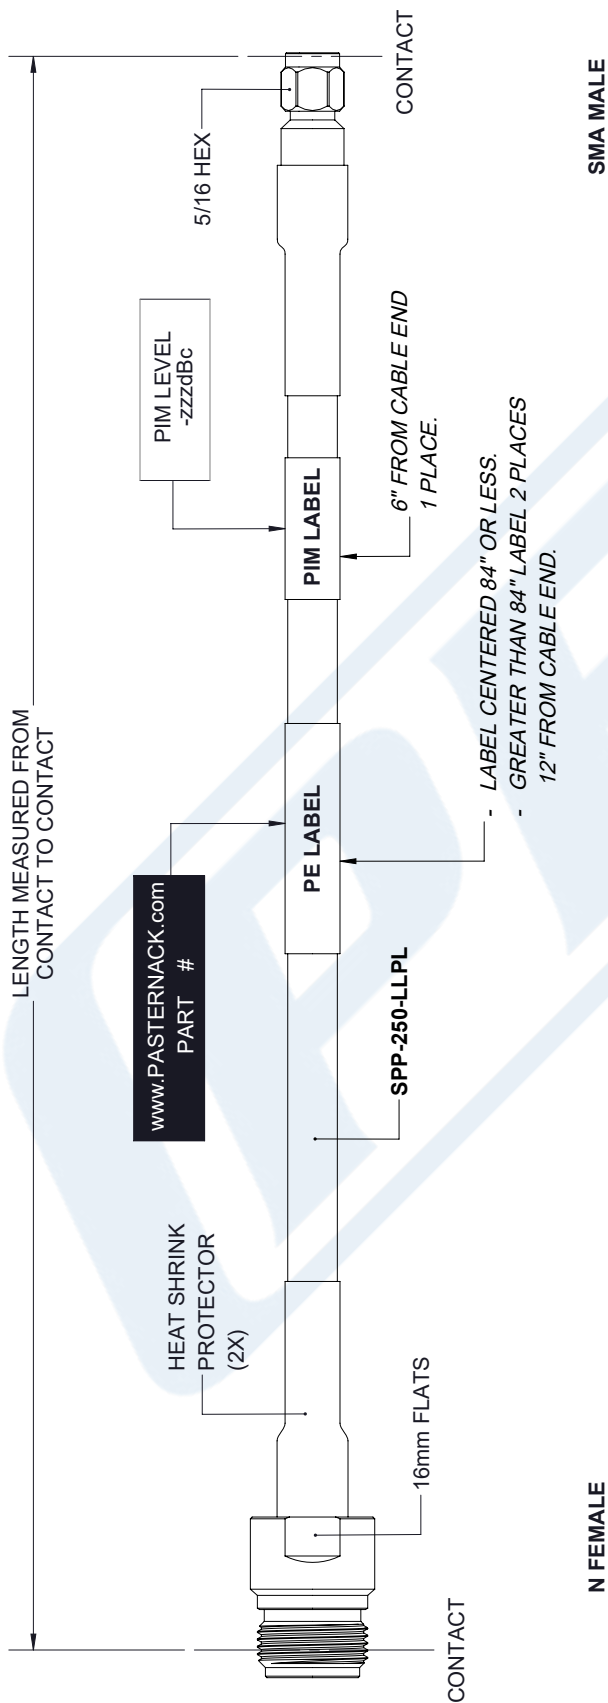 LENGTH MEASURED FROM
CONTACT TO CONTACT
www.PASTERNACK.com
PART #
PIM LEVEL
-zzzdBc
HEAT SHRINK
PROTECTOR
(2X)
5/16 HEX
PE LABEL
PIM LABEL
CONTACT
16mm FLATS
SPP-250-LLPL
- LABEL CENTERED 84" OR LESS.
- GREATER THAN 84" LABEL 2 PLACES
12" FROM CABLE END.
6" FROM CABLE END
1 PLACE.
CONTACT
N FEMALE
SMA MALE